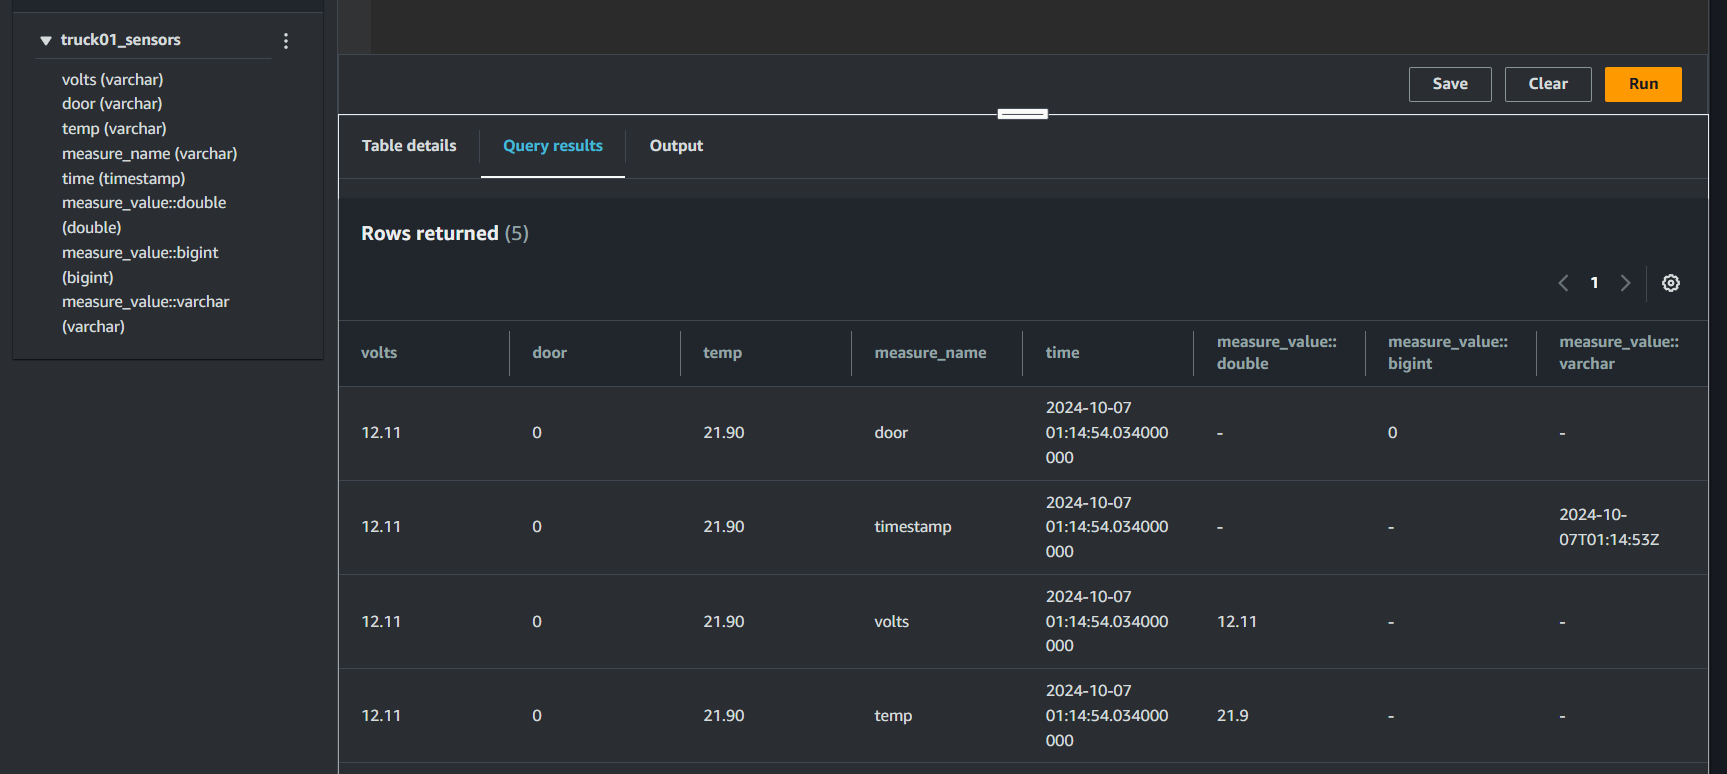 truck01_sensors
volts (varchar)
door (varchar)
temp (varchar)
measure_name (varchar)
time (timestamp)
measure_value::double
(double)
measure_value::bigint
(bigint)
measure_value::varchar
(varchar)
Save Clear Run
Table details Query results Output
Rows returned (5)
1
volts door temp measure_name time measure_value::double measure_value::bigint measure_value::varchar
12.11 0 21.90 door 2024-10-07 01:14:54.034000000 - 0 -
12.11 0 21.90 timestamp 2024-10-07 01:14:54.034000000 - - 2024-10-07T01:14:53Z
12.11 0 21.90 volts 2024-10-07 01:14:54.034000000 12.11 - -
12.11 0 21.90 temp 2024-10-07 01:14:54.034000000 21.9 - -